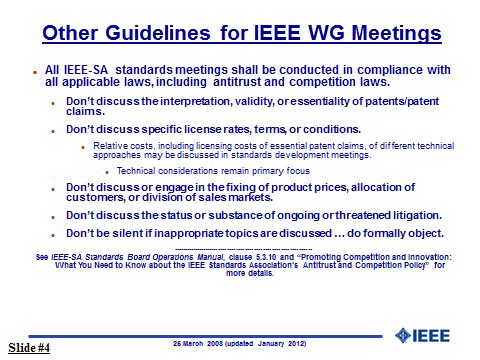 Other Guidelines for IEEE WG Meetings
All IEEE-SA standards meetings shall be conducted in compliance with
all applicable laws, including antitrust and competition laws.
Don't discuss the interpretation, validity, or essentiality of patents/patent
claims.
Don't discuss specific license rates, terms, or conditions.
Relative costs, including licensing costs of essential patent claims, of different technical
approaches may be discussed in standards development meetings.
Technical considerations remain primary focus
Don't discuss or engage in the fixing of product prices, allocation of
customers, or division of sales markets.
Don't discuss the status or substance of ongoing or threatened litigation.
Don't be silent if inappropriate topics are discussed … do formally object.
---------------------------------------------------------------
See IEEE-SA Standards Board Operations Manual, clause 5.3.10 and “Promoting Competition and Innovation:
What You Need to Know about the IEEE Standards Association's Antitrust and Competition Policy” for
more details.
Slide #4
26 March 2008 (updated January 2012)
IEEE